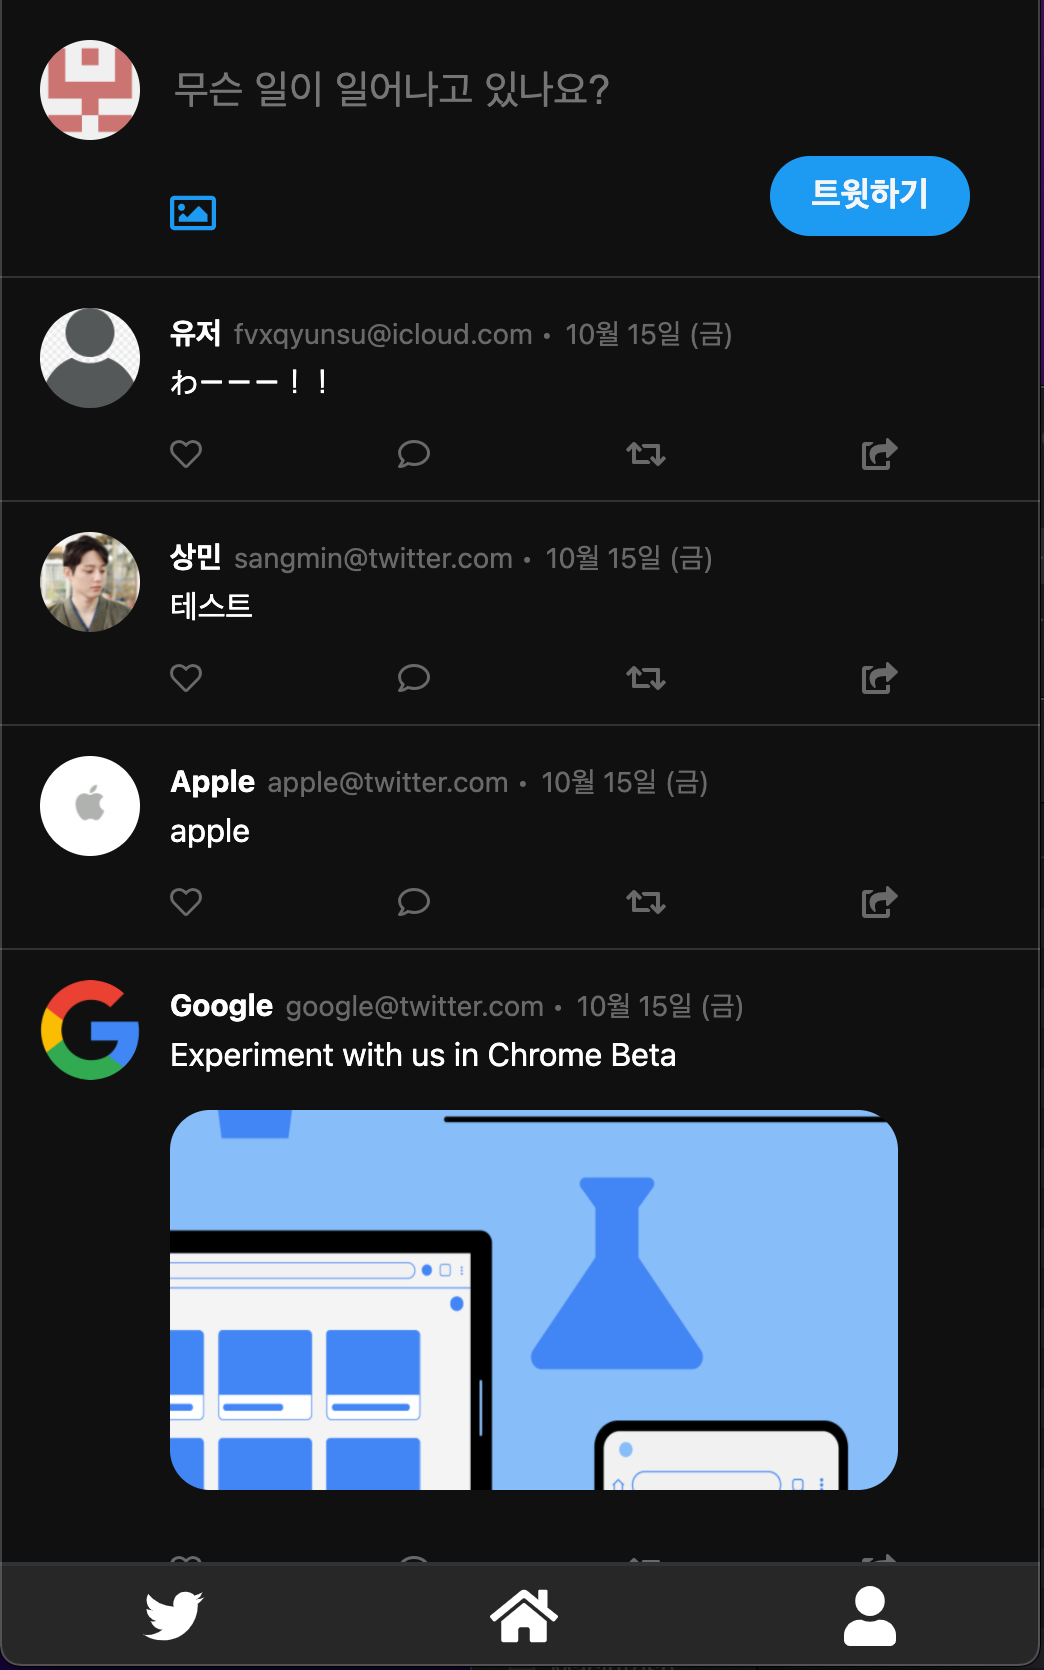 무슨 일이 일어나고 있나요?
트윗하기
유저 fvxqyunsu@icloud.com • 10월 15일 (금)
わーーー！！
상민 sangmin@twitter.com • 10월 15일 (금)
테스트
Apple apple@twitter.com • 10월 15일 (금)
apple
Google google@twitter.com • 10월 15일 (금)
Experiment with us in Chrome Beta